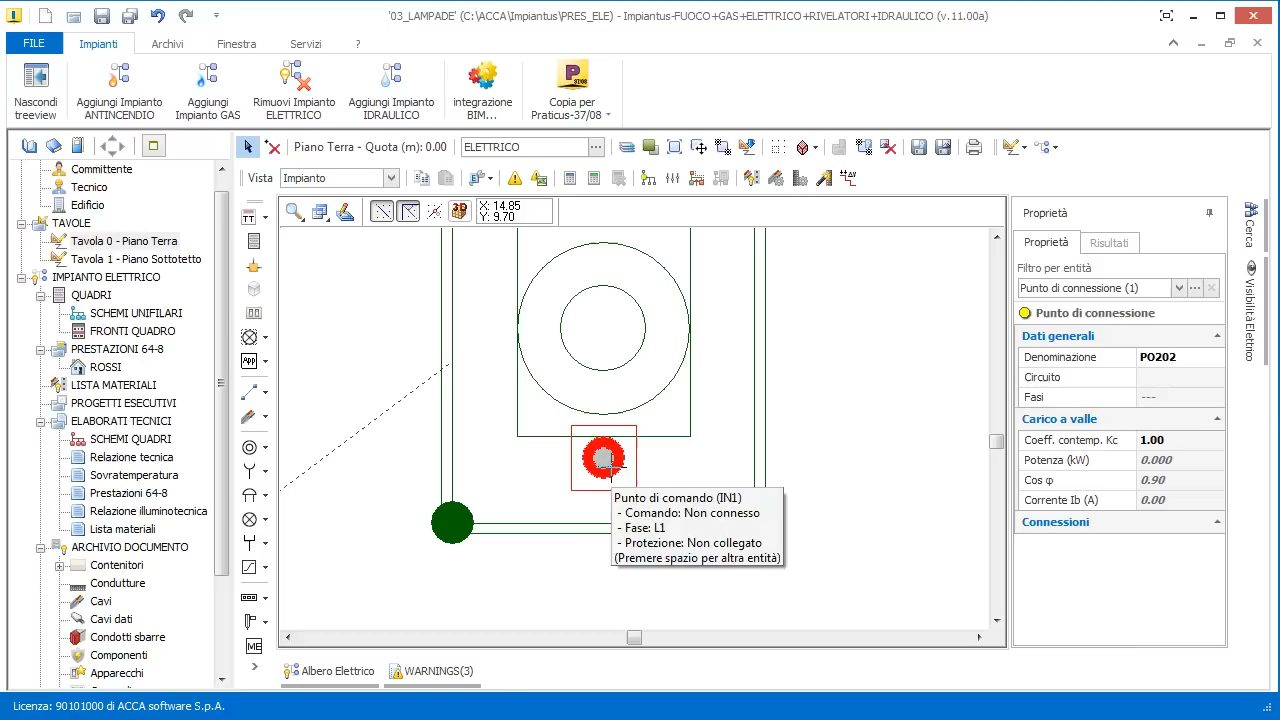 '03_LAMPADE' (C:\ACCA\Impiantus\PRES_ELE) - Impiantus-FUOCO+GAS+ELETTRICO+RIVELATORI+IDRAULICO (v.11.00a)
FILE
Impianti
Archivi
Finestra
Servizi
?
Nascondi
treeview
Aggiungi Impianto
ANTINCENDIO
Aggiungi
Impianto GAS
Rimuovi Impianto
ELETTRICO
Aggiungi Impianto
IDRAULICO
integrazione
BIM...
Copia per
Praticus-37/08
Piano Terra - Quota (m): 0.00
ELETTRICO
Vista
Impianto
X: 14.85
Y: 9.70
3D
Committente
Tecnico
Edificio
TAVOLE
Tavola 0 - Piano Terra
Tavola 1 - Piano Sottotetto
IMPIANTO ELETTRICO
QUADRI
SCHEMI UNIFILARI
FRONTI QUADRO
PRESTAZIONI 64-8
ROSSI
LISTA MATERIALI
PROGETTI ESECUTIVI
ELABORATI TECNICI
SCHEMI QUADRI
Relazione tecnica
Sovratemperatura
Prestazioni 64-8
Relazione illuminotecnica
Lista materiali
ARCHIVIO DOCUMENTO
Contenitori
Condutture
Cavi
Cavi dati
Condotti sbarre
Componenti
Apparecchi
TT
App
ME
Punto di comando (IN1)
- Comando: Non connesso
- Fase: L1
- Protezione: Non collegato
(Premere spazio per altra entità)
Albero Elettrico
WARNINGS(3)
Proprietà
Proprietà
Risultati
Filtro per entità
Punto di connessione (1)
Punto di connessione
Dati generali
Denominazione PO202
Circuito
Fasi ---
Carico a valle
Coeff. contemp. Kc 1.00
Potenza (kW) 0.000
Cos φ 0.90
Corrente Ib (A) 0.00
Connessioni
Cerca
Visibilità Elettrico
Licenza: 90101000 di ACCA software S.p.A.